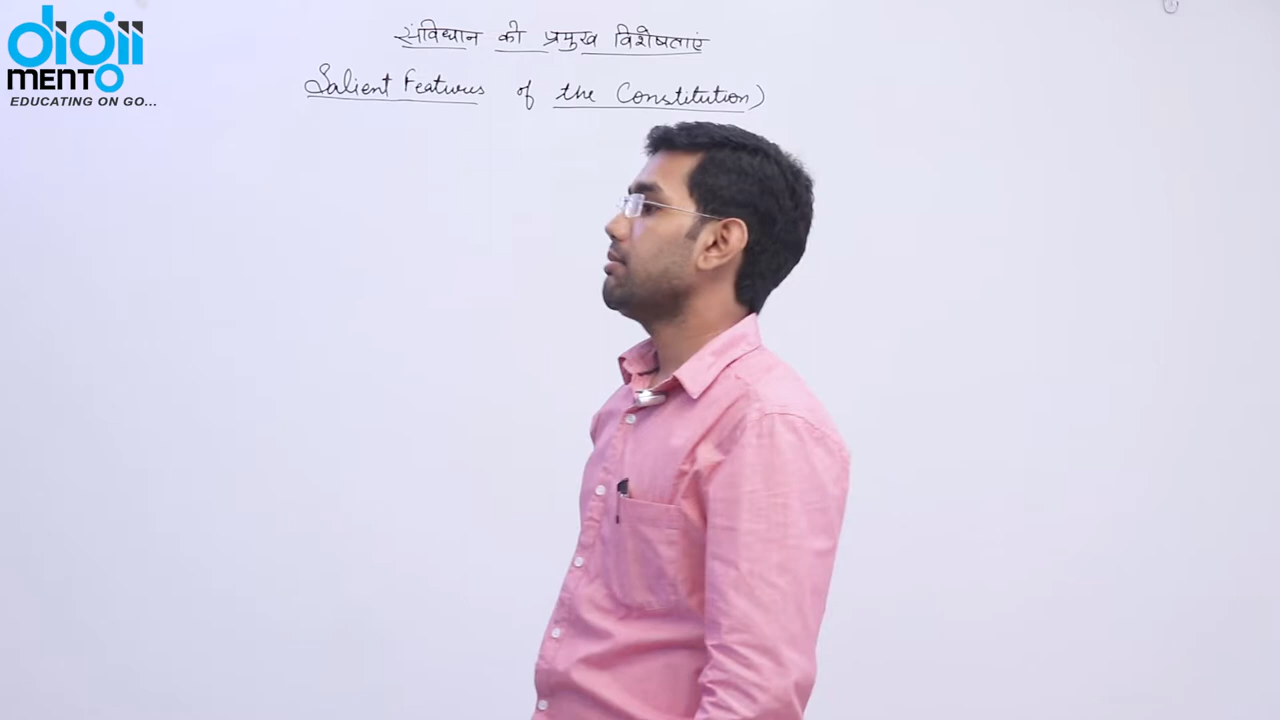 digii
MENTO
EDUCATING ON GO...
संविधान की प्रमुख विशेषताएं
Salient Features of the Constitution)